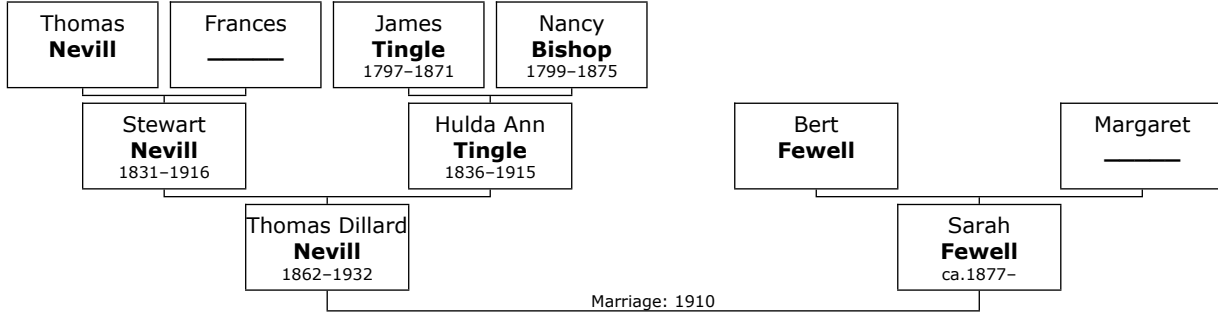 Thomas
Nevill
Frances
______
James
Tingle
1797–1871
Nancy
Bishop
1799–1875
Stewart
Nevill
1831–1916
Hulda Ann
Tingle
1836–1915
Bert
Fewell
Margaret
______
Thomas Dillard
Nevill
1862–1932
Sarah
Fewell
ca.1877–
Marriage: 1910